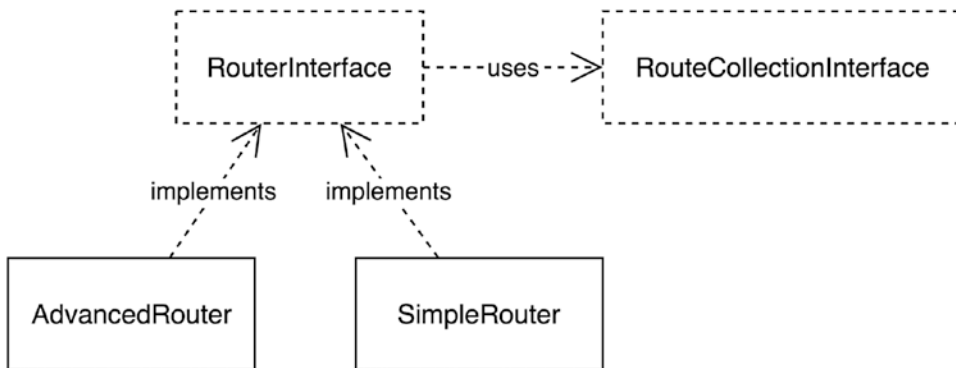 RouterInterface
uses
RouteCollectionInterface
implements
implements
AdvancedRouter
SimpleRouter